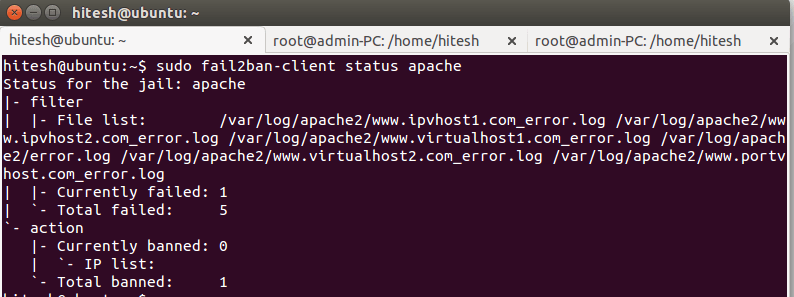 hitesh@ubuntu: ~
hitesh@ubuntu: ~ × root@admin-PC: /home/hitesh × root@admin-PC: /home/hitesh ×
hitesh@ubuntu:~$ sudo fail2ban-client status apache
Status for the jail: apache
|- filter
|  |- File list:        /var/log/apache2/www.ipvhost1.com_error.log /var/log/apache2/ww
w.ipvhost2.com_error.log /var/log/apache2/www.virtualhost1.com_error.log /var/log/apach
e2/error.log /var/log/apache2/www.virtualhost2.com_error.log /var/log/apache2/www.portv
host.com_error.log
|  |- Currently failed: 1
|  `- Total failed:     5
`- action
   |- Currently banned: 0
   |  `- IP list:
   `- Total banned:     1